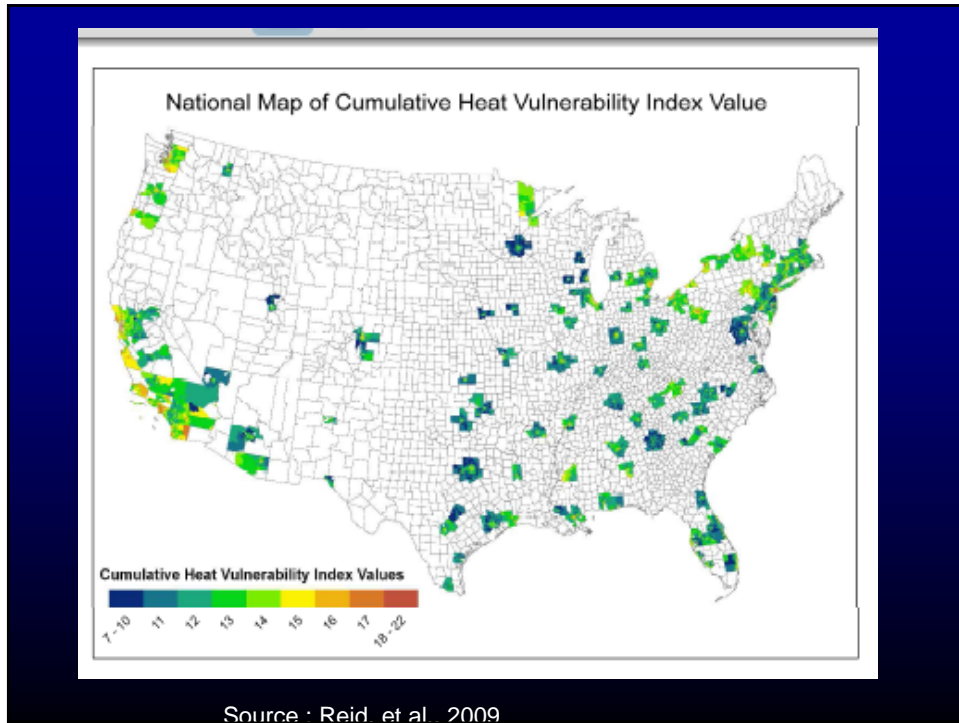 National Map of Cumulative Heat Vulnerability Index Value
Cumulative Heat Vulnerability Index Values
7 - 10 11 12 13 14 15 16 17 18 - 22
Source : Reid, et al., 2009